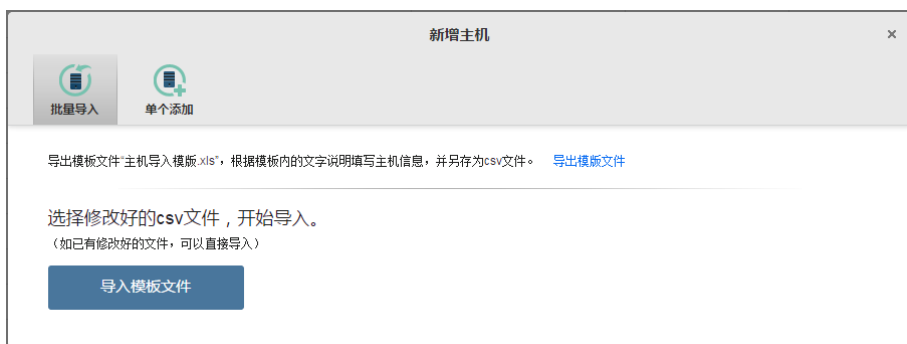 新增主机
×
批量导入 单个添加
导出模板文件"主机导入模版.xls"，根据模板内的文字说明填写主机信息，并另存为csv文件。 导出模版文件
选择修改好的csv文件，开始导入。
（如已有修改好的文件，可以直接导入）
导入模板文件